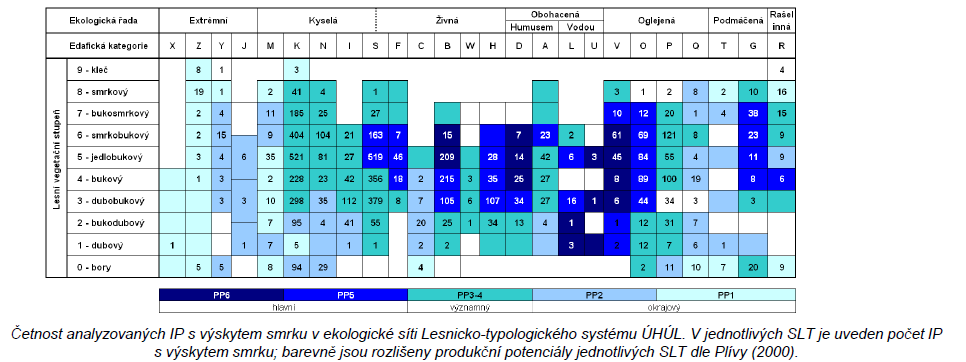 Ekologická řada Extrémní Kyselá Živná Obohacená Oglejená Podmáčená Rašel inná
Humusem Vodou
Edafická kategorie X Z Y J M K N I S F C B W H D A L U V O P Q T G R
Lesní vegetační stupeň
9 - kleč 8 1 3 4
8 - smrkový 19 1 2 41 4 1 3 1 2 8 2 10 16
7 - bukosmrkový 2 4 11 185 25 27 10 12 20 1 4 38 15
6 - smrkobukový 2 15 9 404 104 21 163 7 15 7 23 2 61 69 121 8 23 9
5 - jedlobukový 3 4 6 35 521 81 27 619 46 209 28 14 42 6 3 45 84 55 4 11 9
4 - bukový 1 3 28 228 23 42 356 18 2 215 3 35 25 27 8 89 100 19 8 6
3 - dubobukový 3 3 10 298 35 112 379 8 7 105 6 107 34 27 16 1 6 44 34 3 3
2 - bukodubový 7 95 4 41 55 20 25 1 34 13 4 1 1 12 31 7
1 - dubový 1 1 7 5 1 1 2 2 3 2 12 7 6 1
0 - bory 5 5 8 94 29 4 2 11 10 7 20 9
PP6 PP5 PP3-4 PP2 PP1
hlavní významný okrajový
Četnost analyzovaných IP s výskytem smrku v ekologické síti Lesnicko-typologického systému ÚHÚL. V jednotlivých SLT je uveden počet IP
s výskytem smrku; barevně jsou rozlišeny produkční potenciály jednotlivých SLT dle Plívy (2000).